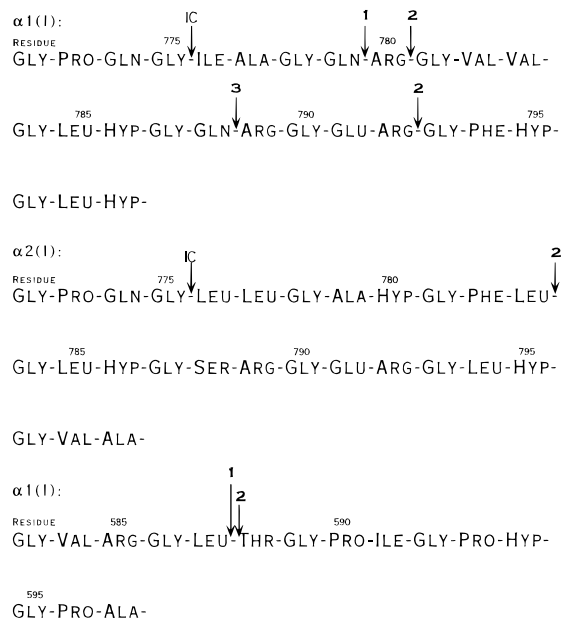 α1(I):
IC 1 2
RESIDUE 775 780
GLY-PRO-GLN-GLY-ILE-ALA-GLY-GLN-ARG-GLY-VAL-VAL-
3 2
785 790 795
GLY-LEU-HYP-GLY-GLN-ARG-GLY-GLU-ARG-GLY-PHE-HYP-
GLY-LEU-HYP-
α2(I):
IC 2
RESIDUE 775 780
GLY-PRO-GLN-GLY-LEU-LEU-GLY-ALA-HYP-GLY-PHE-LEU-
785 790 795
GLY-LEU-HYP-GLY-SER-ARG-GLY-GLU-ARG-GLY-LEU-HYP-
GLY-VAL-ALA-
α1(I):
1
2
RESIDUE 585 590
GLY-VAL-ARG-GLY-LEU-THR-GLY-PRO-ILE-GLY-PRO-HYP-
595
GLY-PRO-ALA-